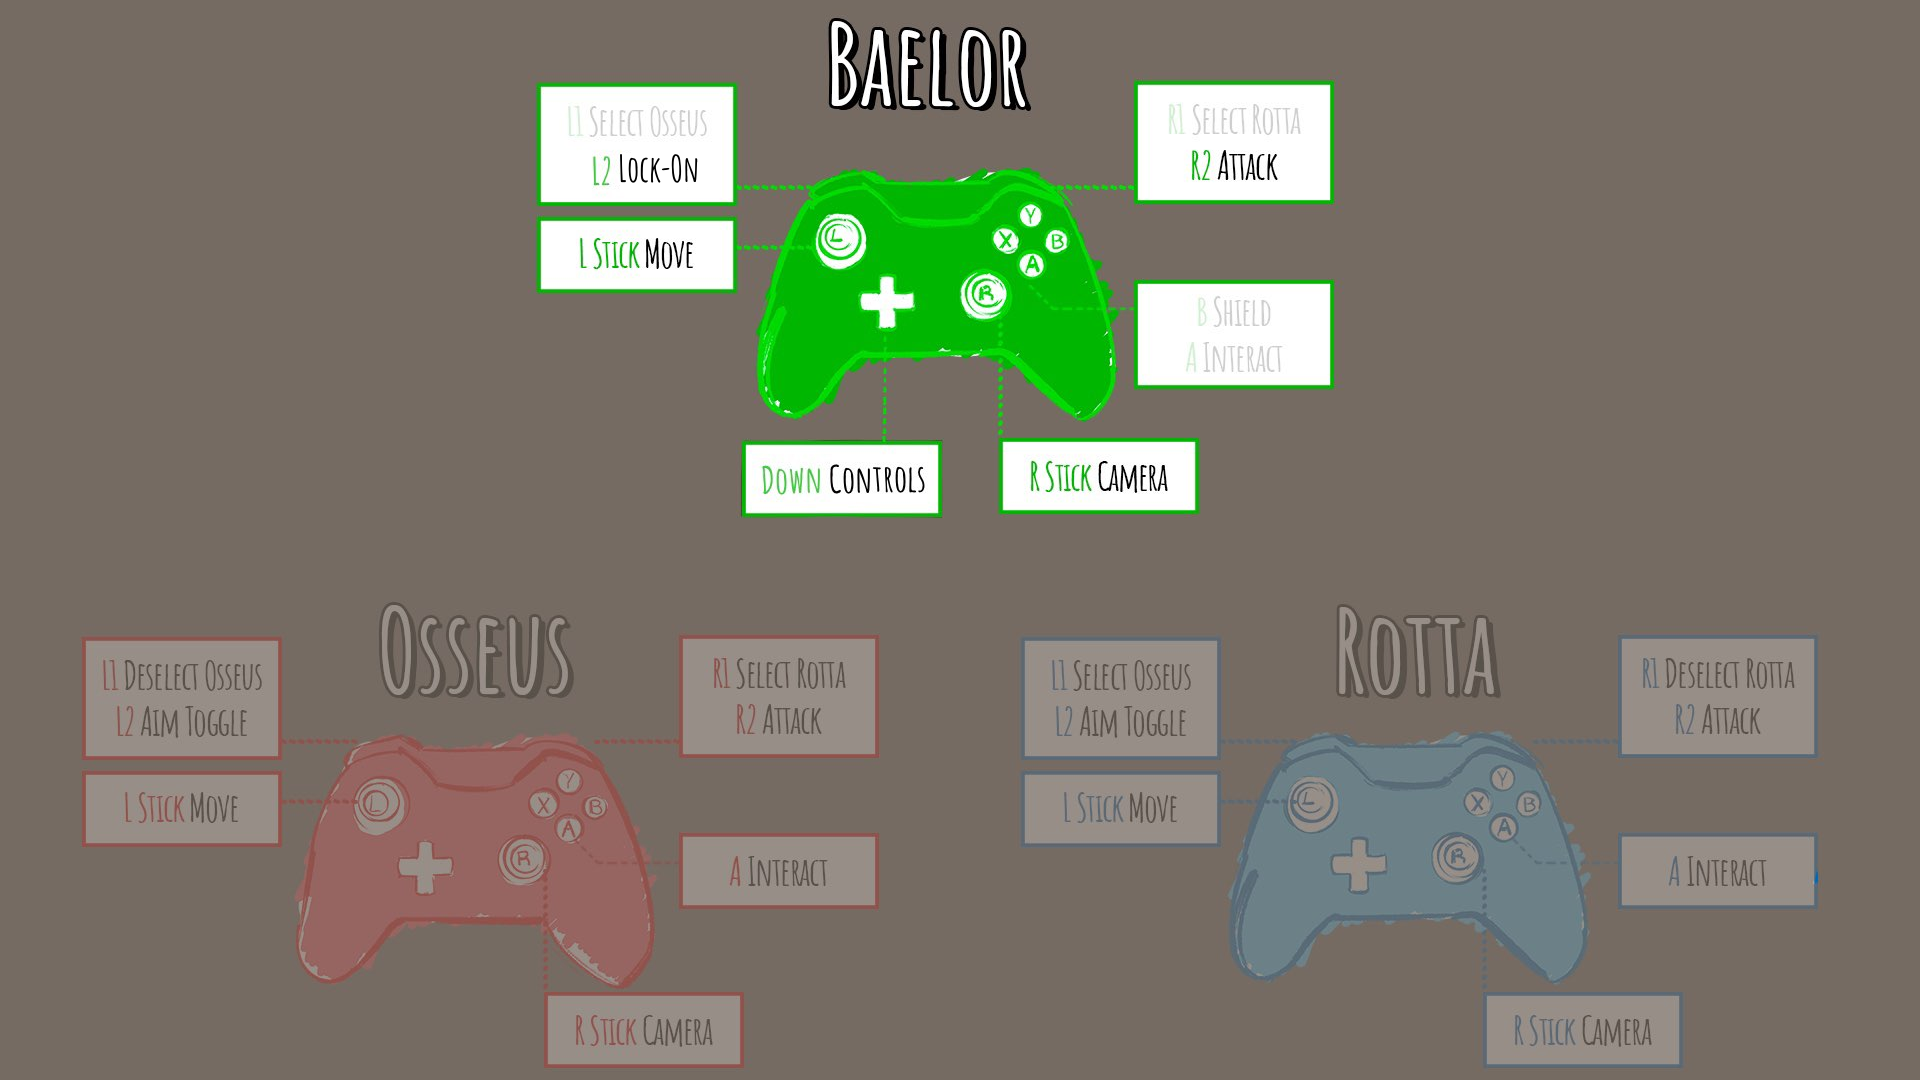 Baelor
L1 Select Osseus
L2 Lock-On
L Stick Move
R1 Select Rotta
R2 Attack
L
Y
X
B
A
R
B Shield
A Interact
Down Controls
R Stick Camera
Osseus
L1 Deselect Osseus
L2 Aim Toggle
L Stick Move
R1 Select Rotta
R2 Attack
L
Y
X
B
A
R
A Interact
R Stick Camera
Rotta
L1 Select Osseus
L2 Aim Toggle
L Stick Move
R1 Deselect Rotta
R2 Attack
L
Y
X
B
A
R
A Interact
R Stick Camera